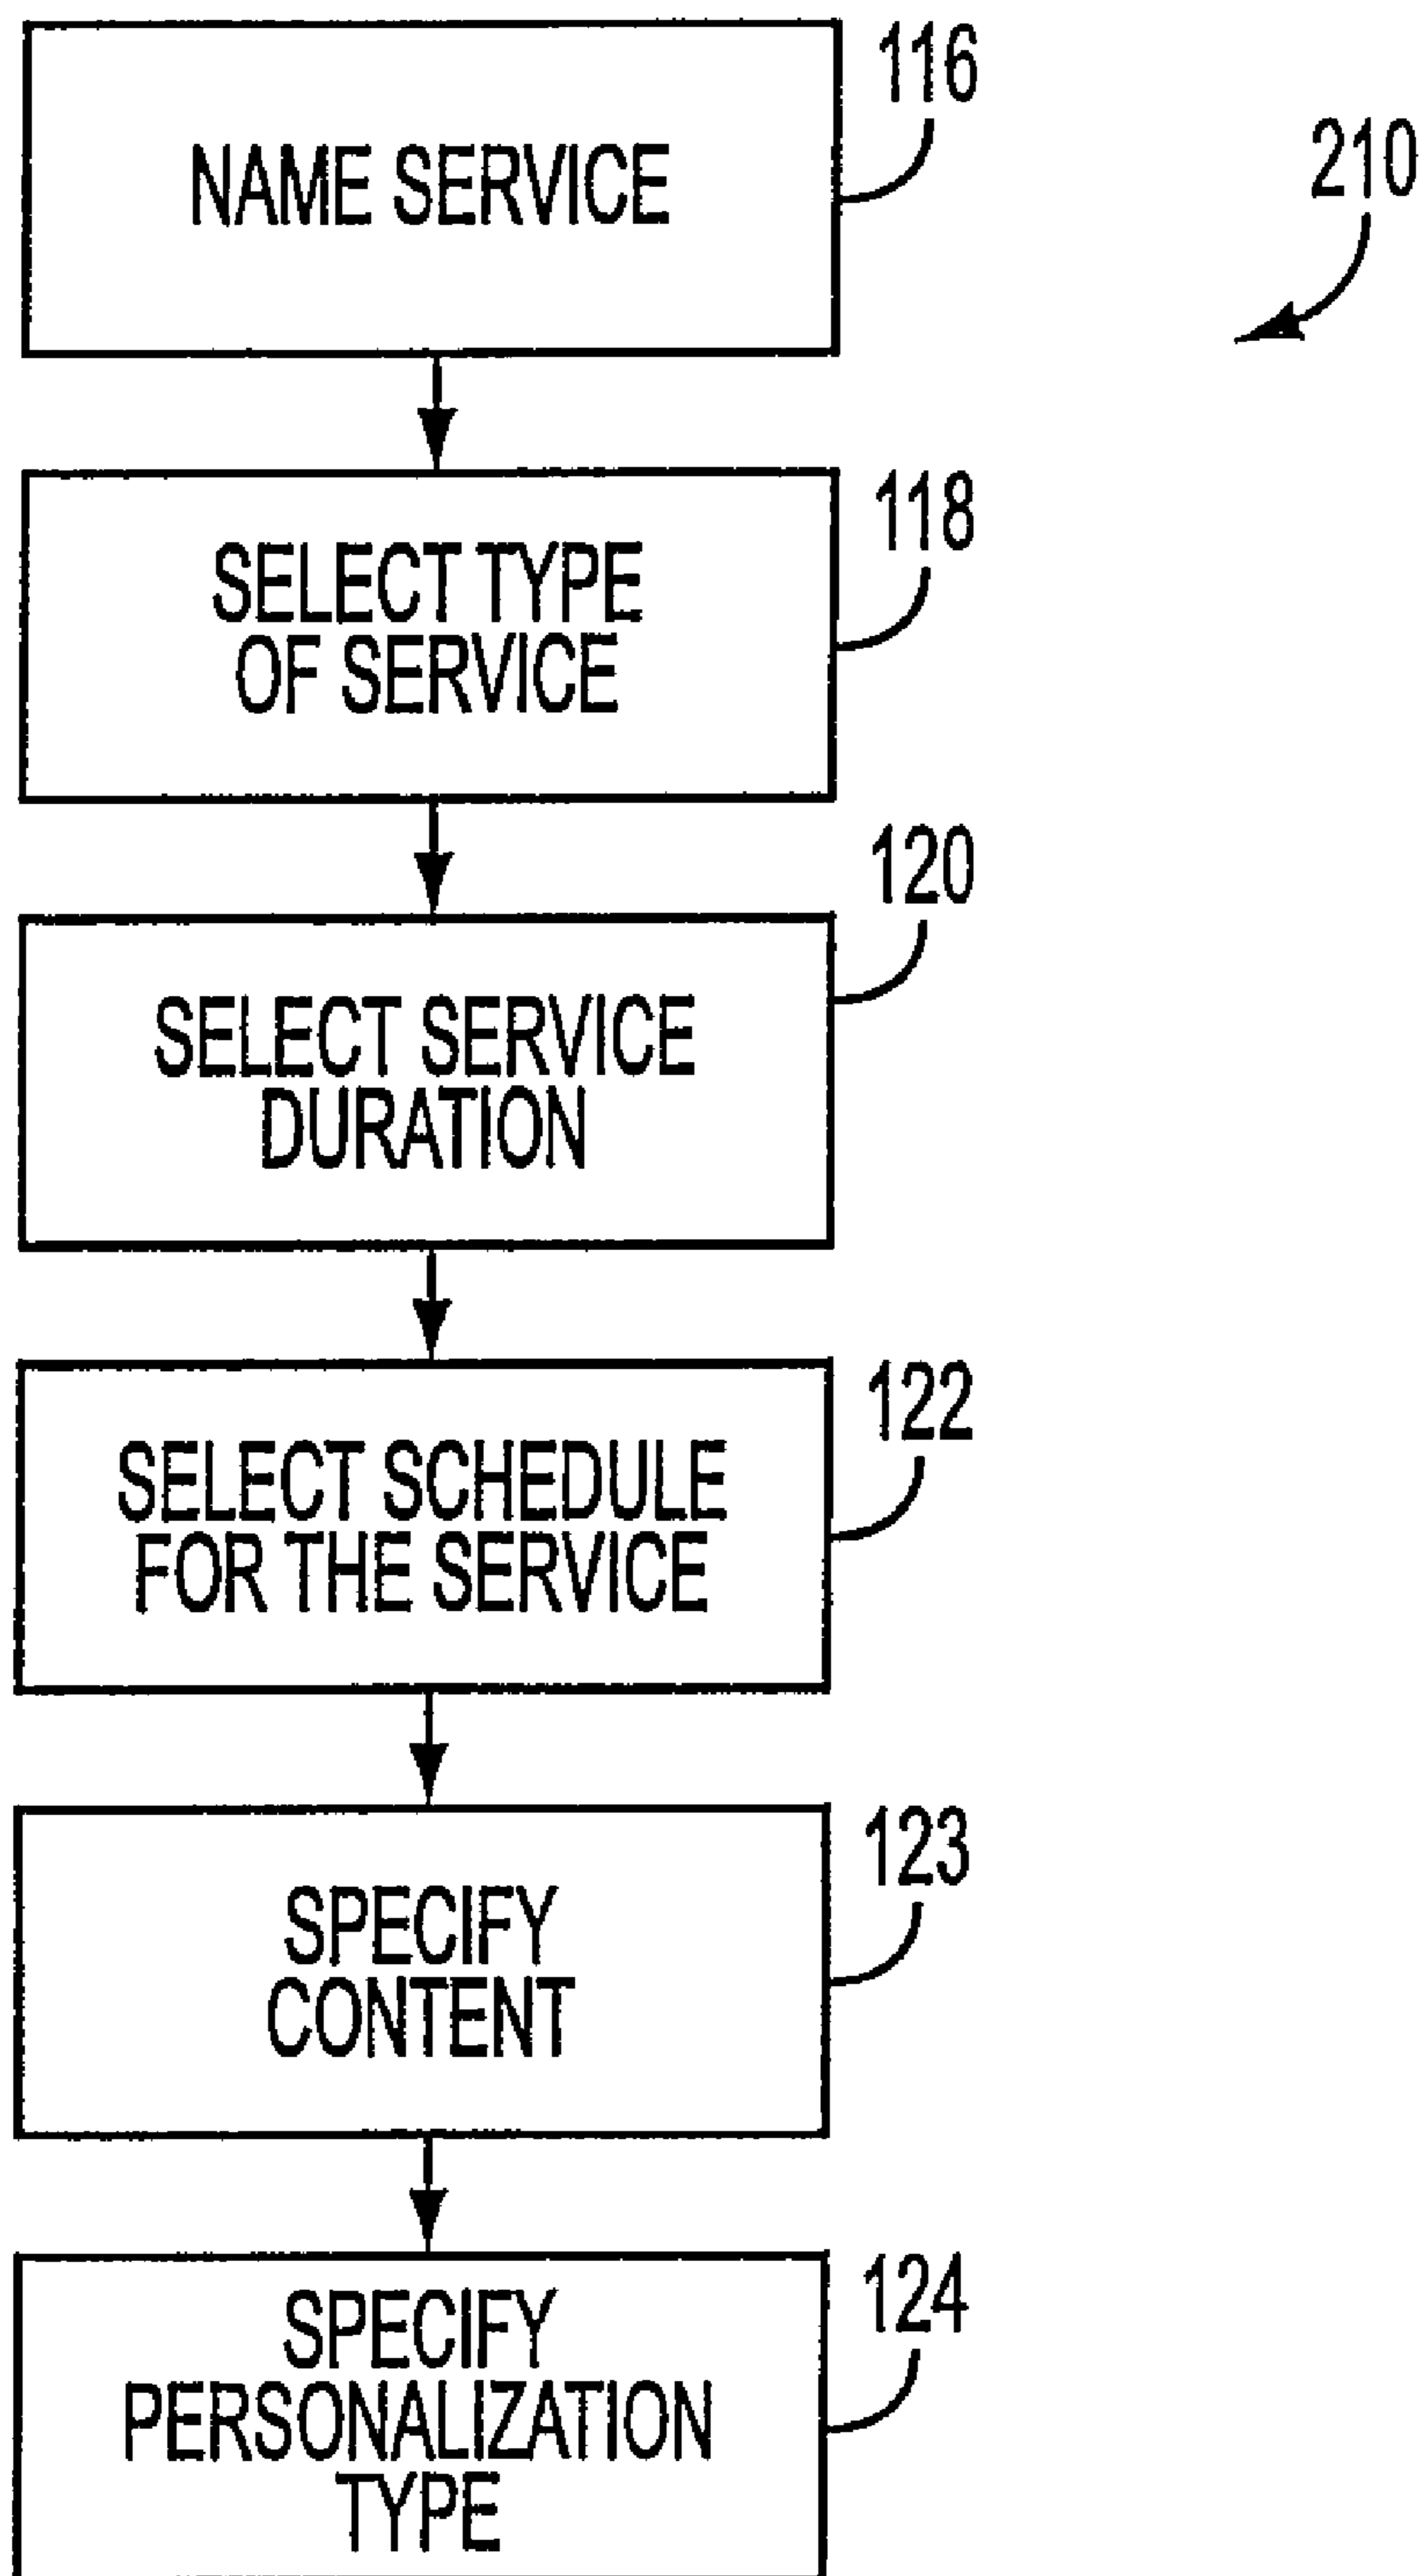 116
NAME SERVICE
210
118
SELECT TYPE
OF SERVICE
120
SELECT SERVICE
DURATION
122
SELECT SCHEDULE
FOR THE SERVICE
123
SPECIFY
CONTENT
124
SPECIFY
PERSONALIZATION
TYPE